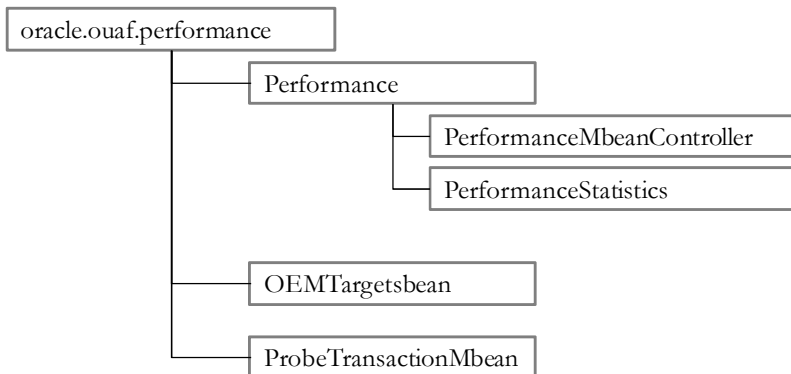 oracle.ouaf.performance
Performance
PerformanceMbeanController
PerformanceStatistics
OEMTargetsbean
ProbeTransactionMbean